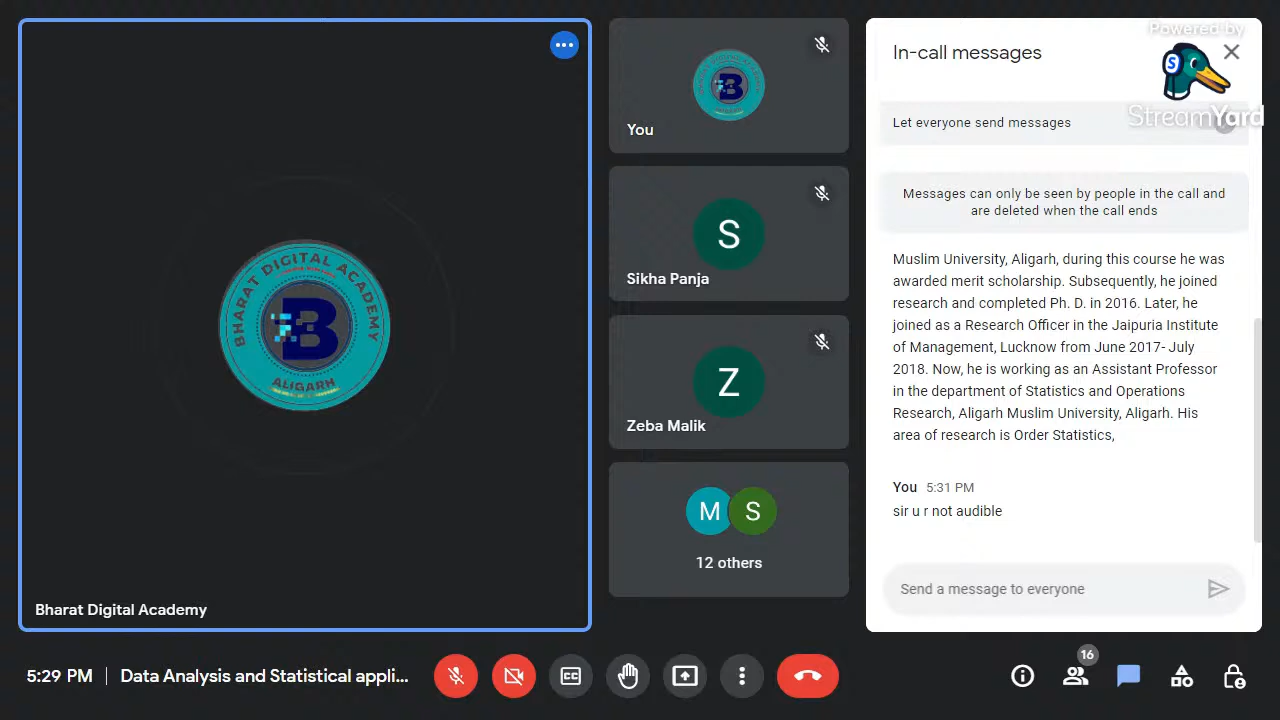 BHARAT DIGITAL ACADEMY
B
ALIGARH
Bharat Digital Academy
You
S
Sikha Panja
Z
Zeba Malik
M S
12 others
Powered by
StreamYard
In-call messages
Let everyone send messages
Messages can only be seen by people in the call and
are deleted when the call ends
Muslim University, Aligarh, during this course he was
awarded merit scholarship. Subsequently, he joined
research and completed Ph. D. in 2016. Later, he
joined as a Research Officer in the Jaipuria Institute
of Management, Lucknow from June 2017- July
2018. Now, he is working as an Assistant Professor
in the department of Statistics and Operations
Research, Aligarh Muslim University, Aligarh. His
area of research is Order Statistics,
You 5:31 PM
sir u r not audible
Send a message to everyone
5:29 PM | Data Analysis and Statistical appli...
CC
16